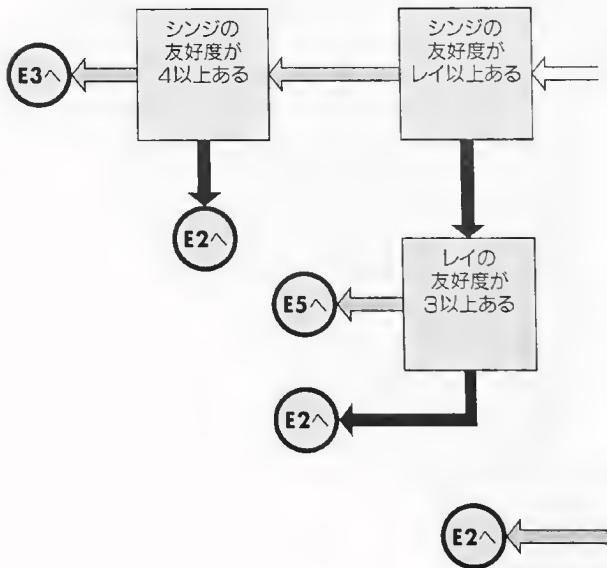 シンジの
友好度が
4以上ある
シンジの
友好度が
レイ以上ある
E3へ
E2へ
レイの
友好度が
3以上ある
E5へ
E2へ
E2へ